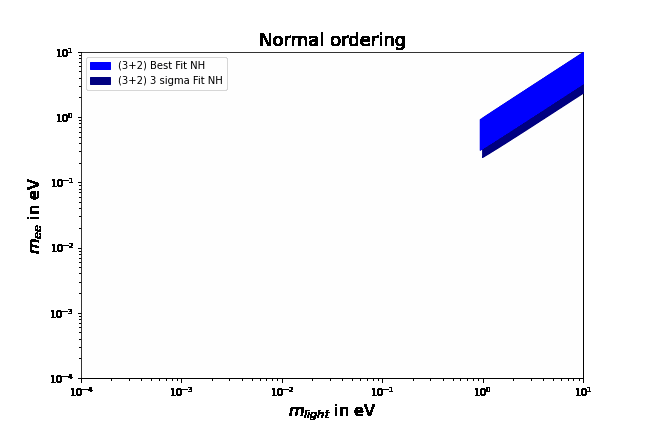 Normal ordering
(3+2) Best Fit NH
(3+2) 3 sigma Fit NH
10¹
10⁰
10⁻¹
10⁻²
10⁻³
10⁻⁴
m_ee in eV
10⁻⁴
10⁻³
10⁻²
10⁻¹
10⁰
10¹
m_light in eV